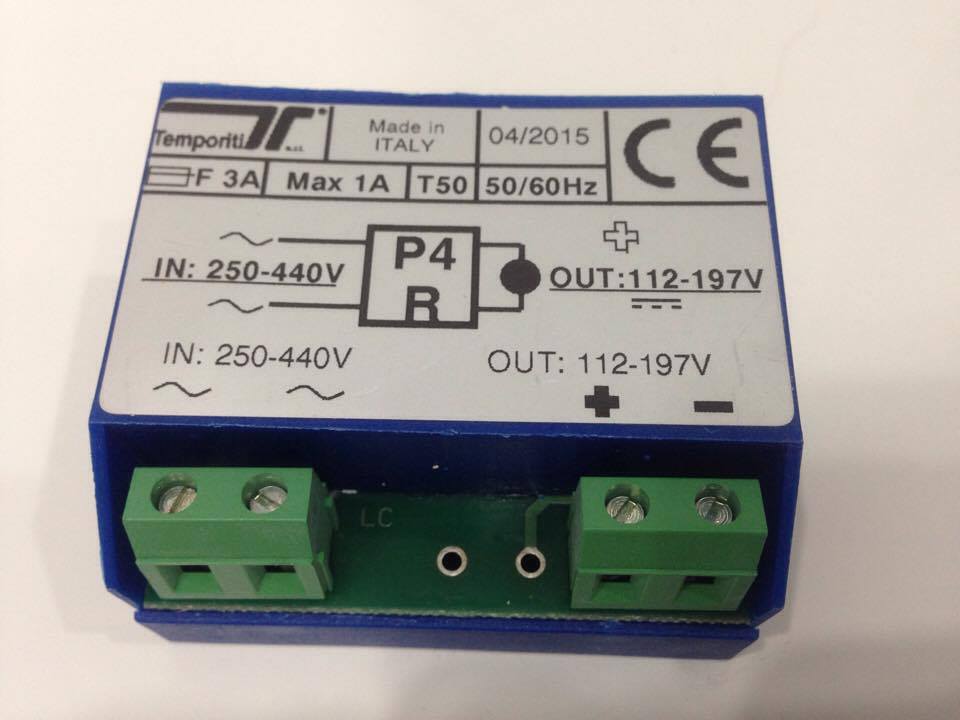 Temporiti S.r.l.
Made in
ITALY
04/2015
CE
F 3A
Max 1A
T50
50/60Hz
P4
R
IN: 250-440V
OUT:112-197V
IN: 250-440V
OUT: 112-197V
+ -
LC